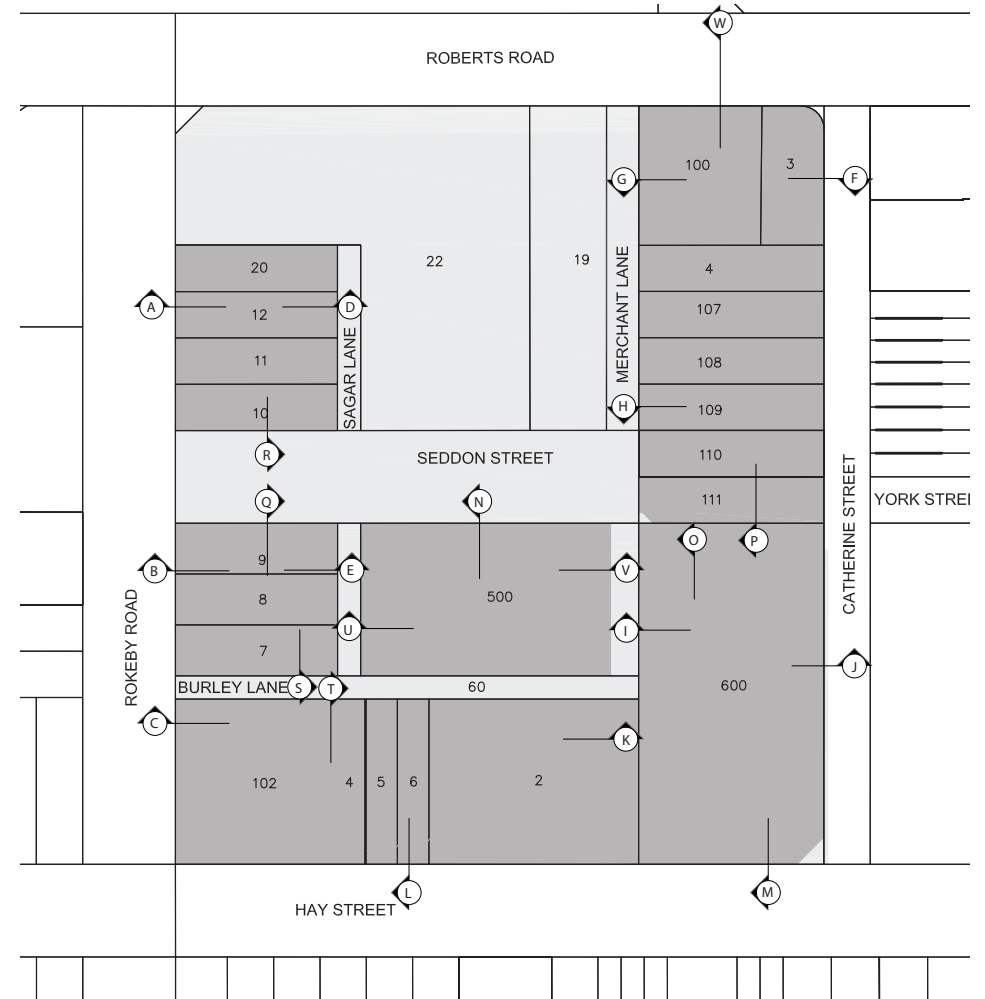 W
ROBERTS ROAD
100
3
G
F
MERCHANT LANE
22
19
20
4
A
12
D
107
SAGAR LANE
11
108
10
H
109
R
SEDDON STREET
110
CATHERINE STREET
Q
N
111
YORK STREE
O
P
9
B
E
V
8
500
ROKEBY ROAD
U
I
7
J
BURLEY LANE
S
T
60
600
C
K
102
4
5
6
2
L
M
HAY STREET